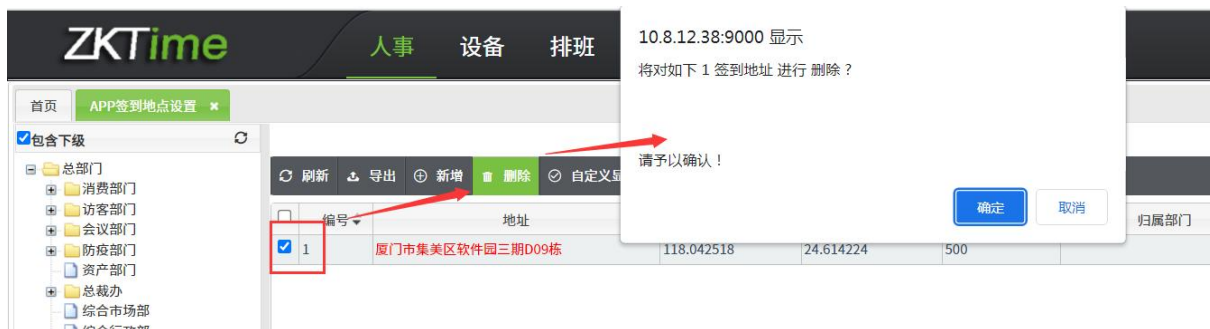 ZKTime
人事 设备 排班
10.8.12.38:9000 显示
将对如下 1 签到地址 进行 删除？
请予以确认！
确定 取消
首页 APP签到地点设置
包含下级
总部门
消费部门
访客部门
会议部门
防疫部门
资产部门
总裁办
综合市场部
刷新 导出 新增 删除 自定义显
编号 地址 归属部门
1 厦门市集美区软件园三期D09栋 118.042518 24.614224 500